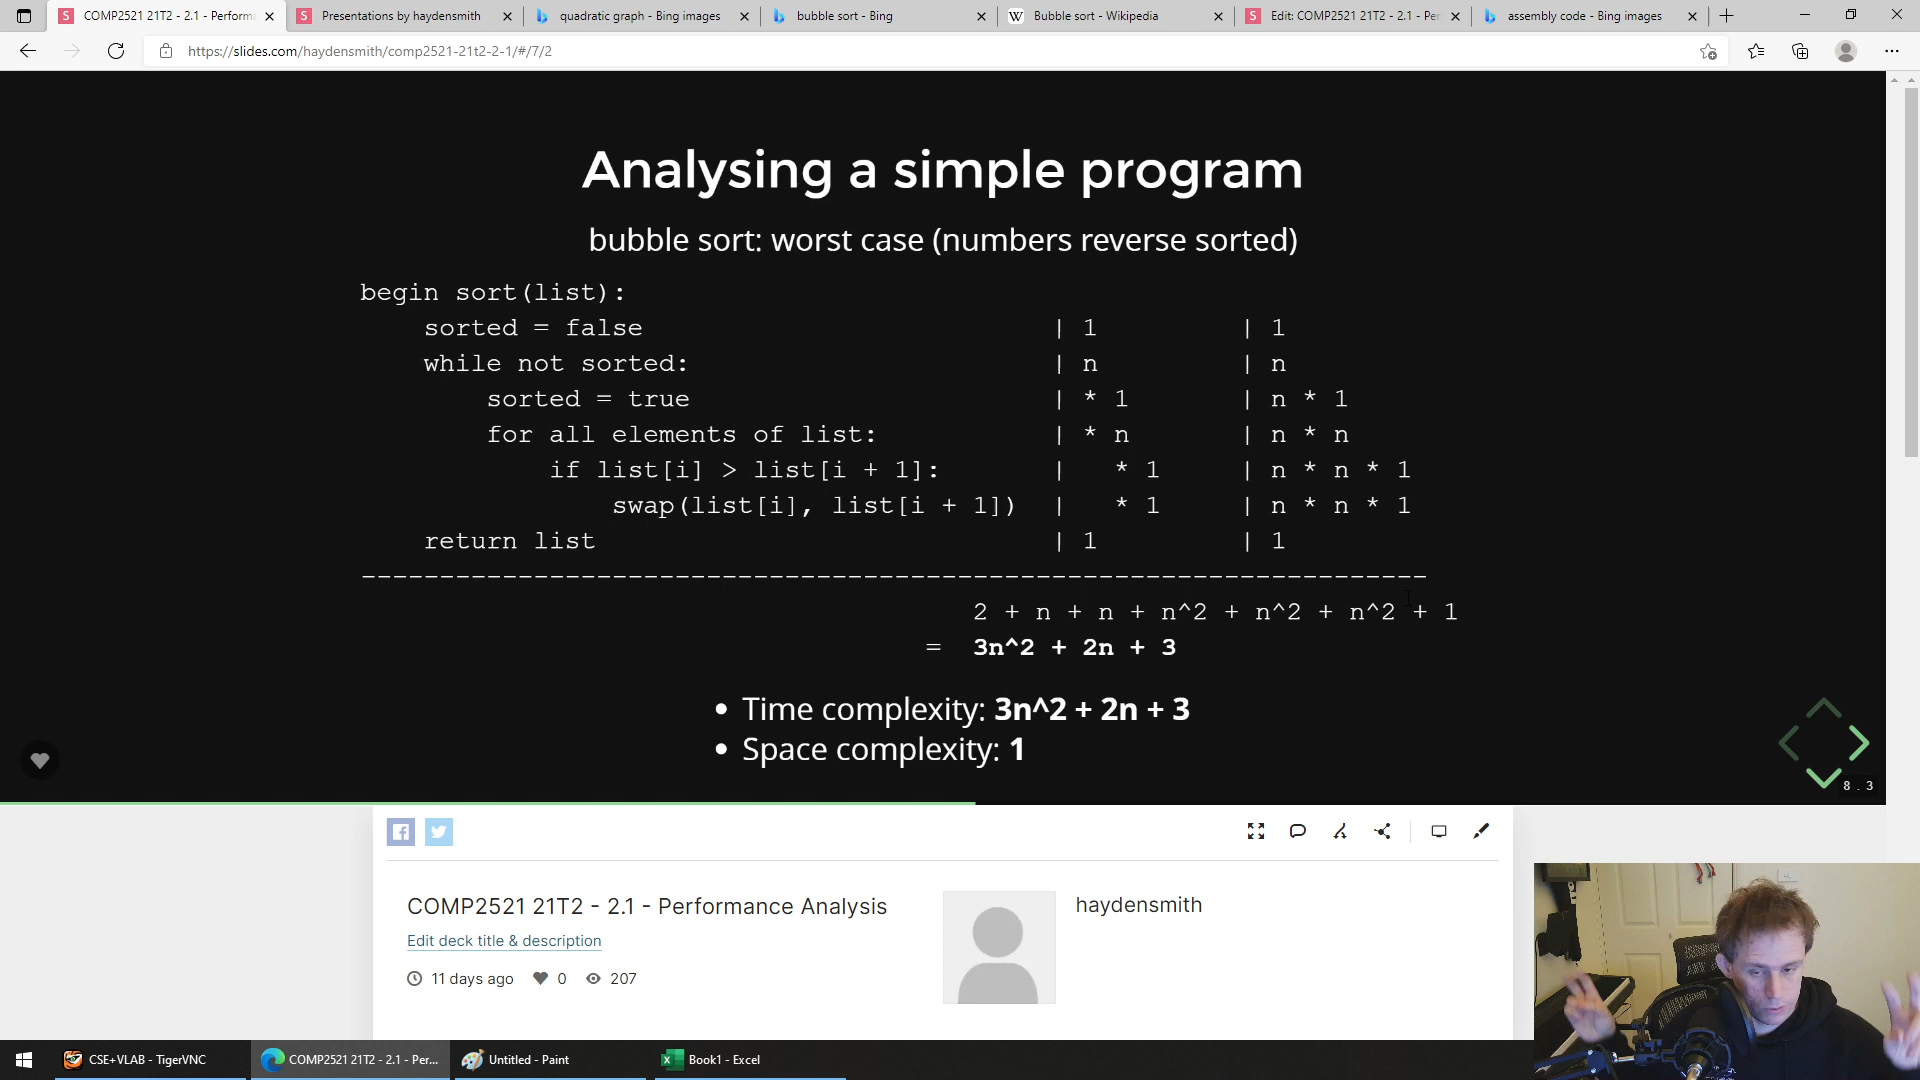 COMP2521 21T2 - 2.1 - Performa
Presentations by haydensmith
quadratic graph - Bing images
bubble sort - Bing
Bubble sort - Wikipedia
Edit: COMP2521 21T2 - 2.1 - Per
assembly code - Bing images
https://slides.com/haydensmith/comp2521-21t2-2-1/#/7/2
Analysing a simple program
bubble sort: worst case (numbers reverse sorted)
begin sort(list):
sorted = false | 1 | 1
while not sorted: | n | n
sorted = true | * 1 | n * 1
for all elements of list: | * n | n * n
if list[i] > list[i + 1]: | * 1 | n * n * 1
swap(list[i], list[i + 1]) | * 1 | n * n * 1
return list | 1 | 1
--------------------------------------------------------------------
2 + n + n + n^2 + n^2 + n^2 + 1
= 3n^2 + 2n + 3
• Time complexity: 3n^2 + 2n + 3
• Space complexity: 1
8.3
COMP2521 21T2 - 2.1 - Performance Analysis
haydensmith
Edit deck title & description
11 days ago 0 207
CSE+VLAB - TigerVNC
COMP2521 21T2 - 2.1 - Per...
Untitled - Paint
Book1 - Excel